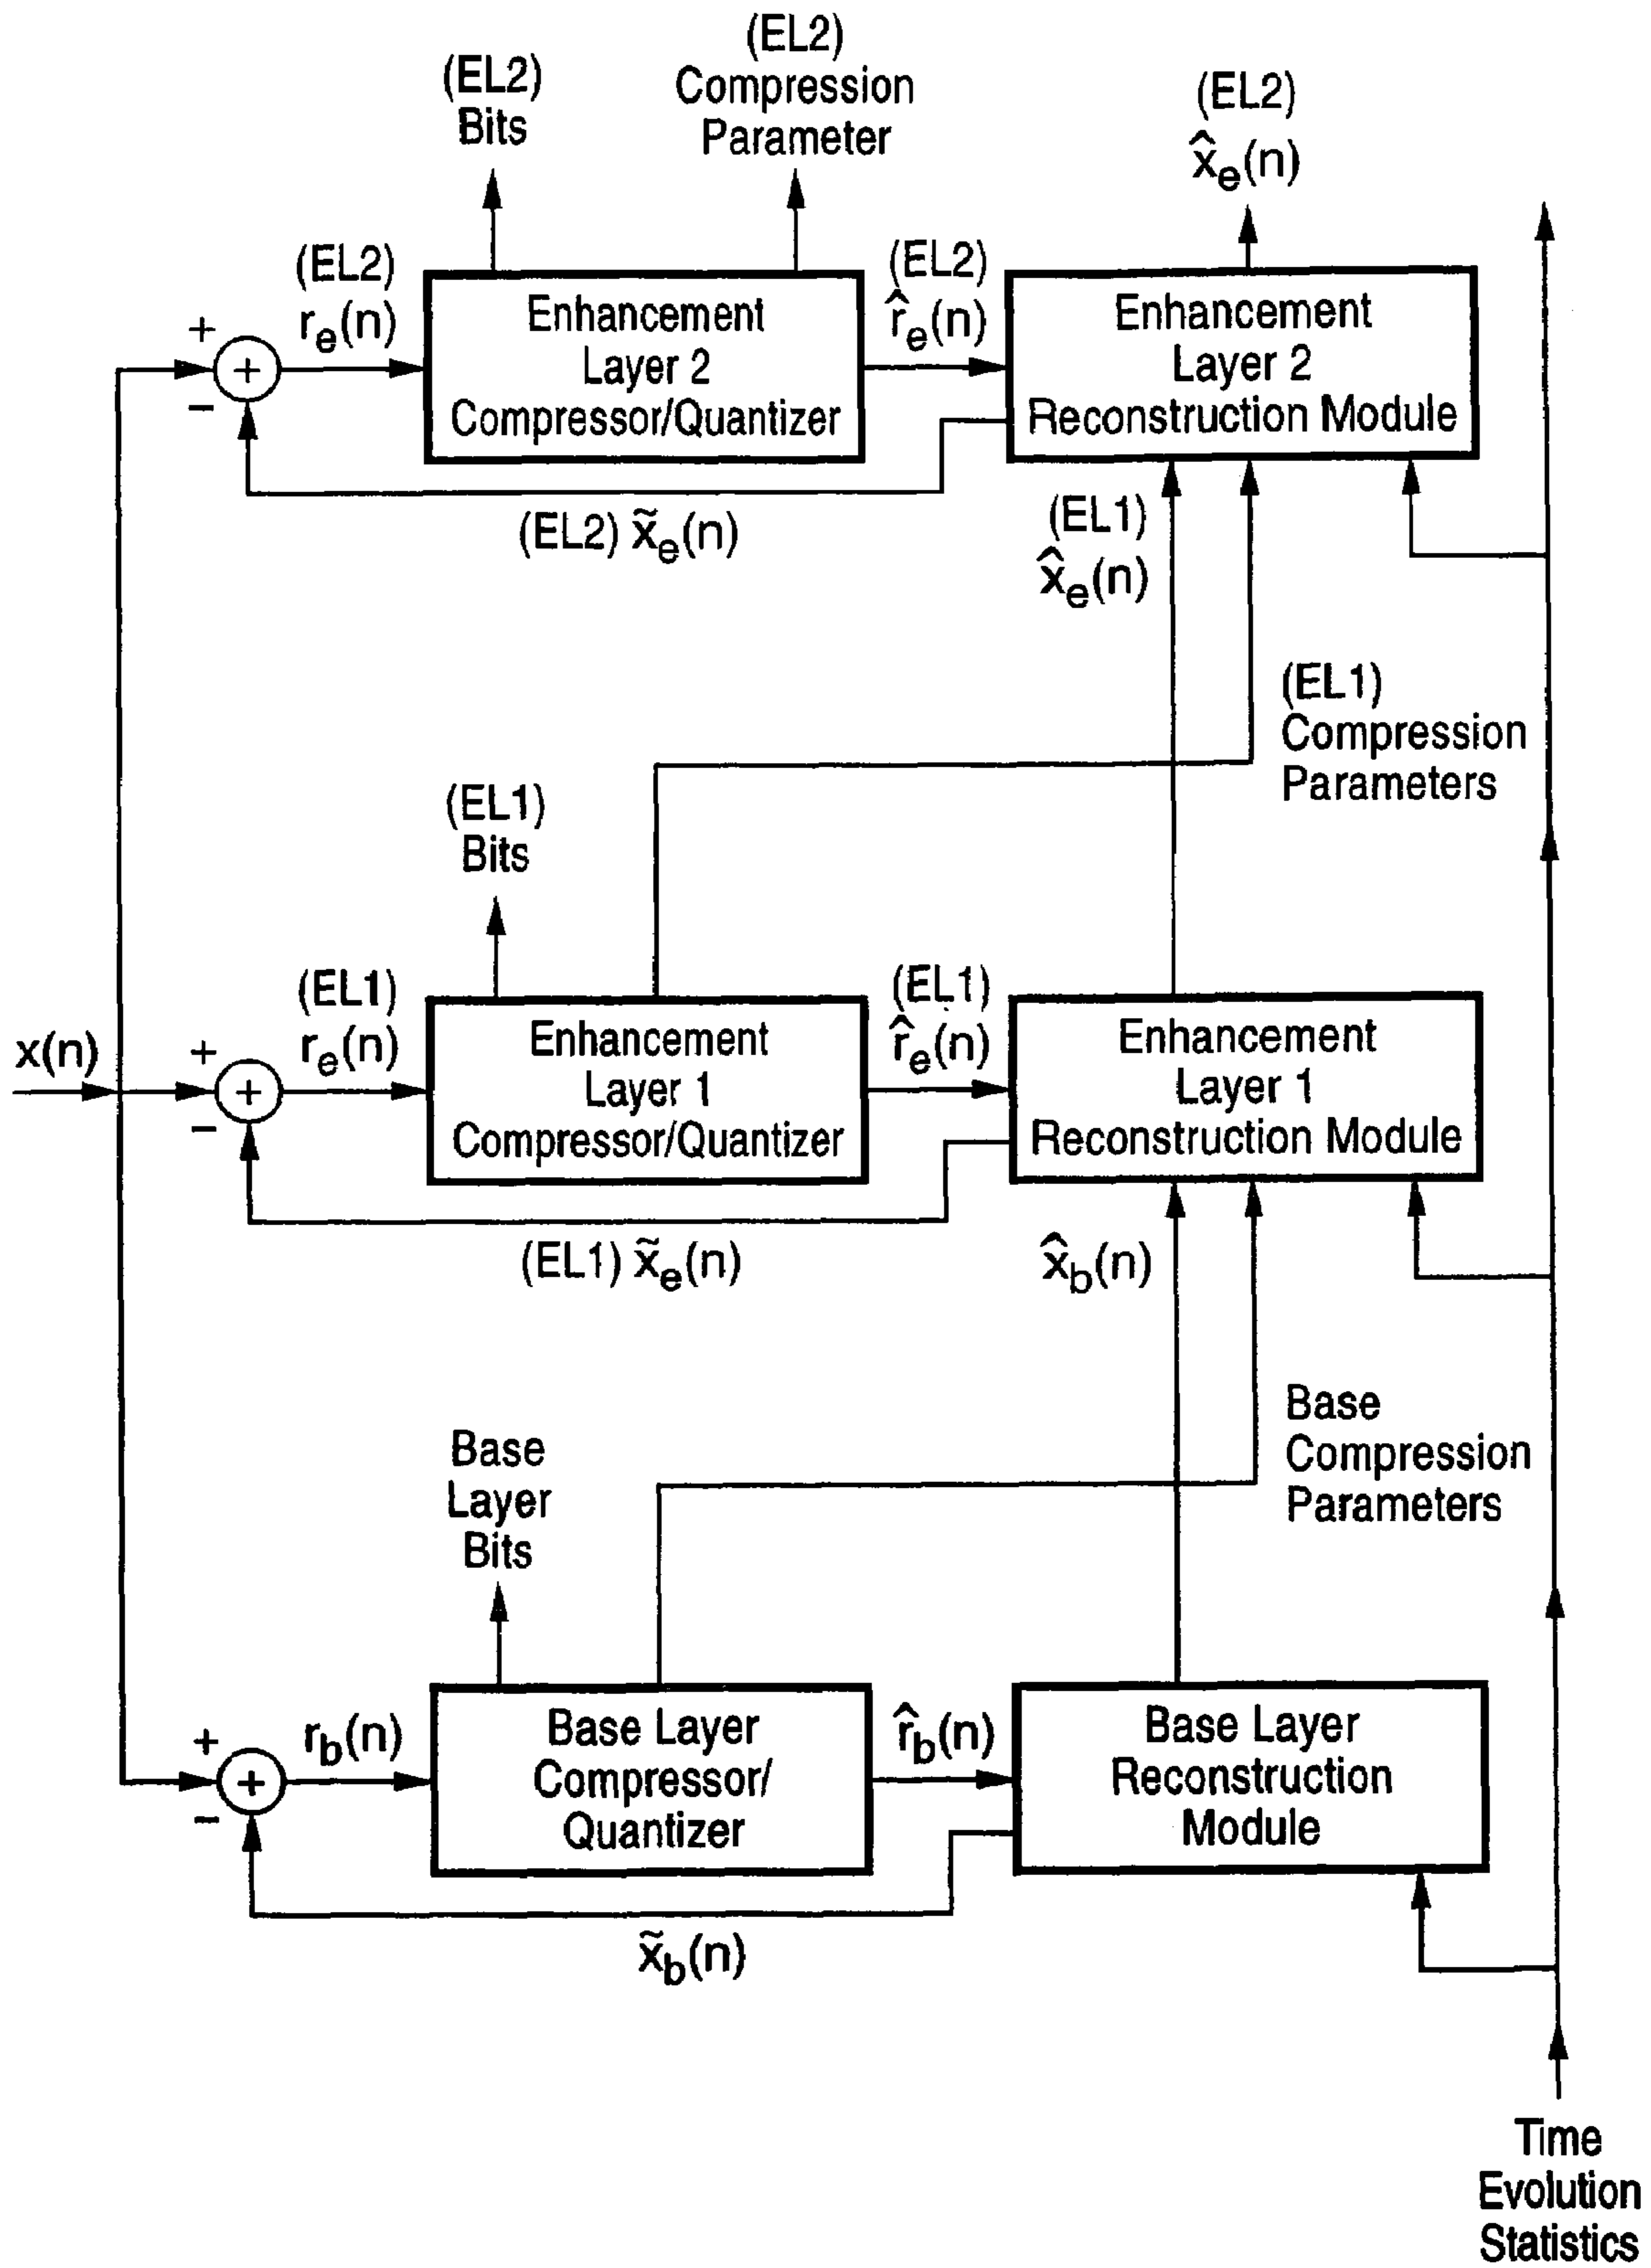 (EL2)
Bits
(EL2)
Compression
Parameter
(EL2)
x̂e(n)
(EL2)
re(n)
+
+
−
Enhancement
Layer 2
Compressor/Quantizer
(EL2)
r̂e(n)
Enhancement
Layer 2
Reconstruction Module
(EL2) x̃e(n)
(EL1)
x̂e(n)
(EL1)
Compression
Parameters
(EL1)
Bits
x(n)
(EL1)
re(n)
+
+
−
Enhancement
Layer 1
Compressor/Quantizer
(EL1)
r̂e(n)
Enhancement
Layer 1
Reconstruction Module
(EL1) x̃e(n)
x̂b(n)
Base
Compression
Parameters
Base
Layer
Bits
rb(n)
+
+
−
Base Layer
Compressor/
Quantizer
r̂b(n)
Base Layer
Reconstruction
Module
x̃b(n)
Time
Evolution
Statistics